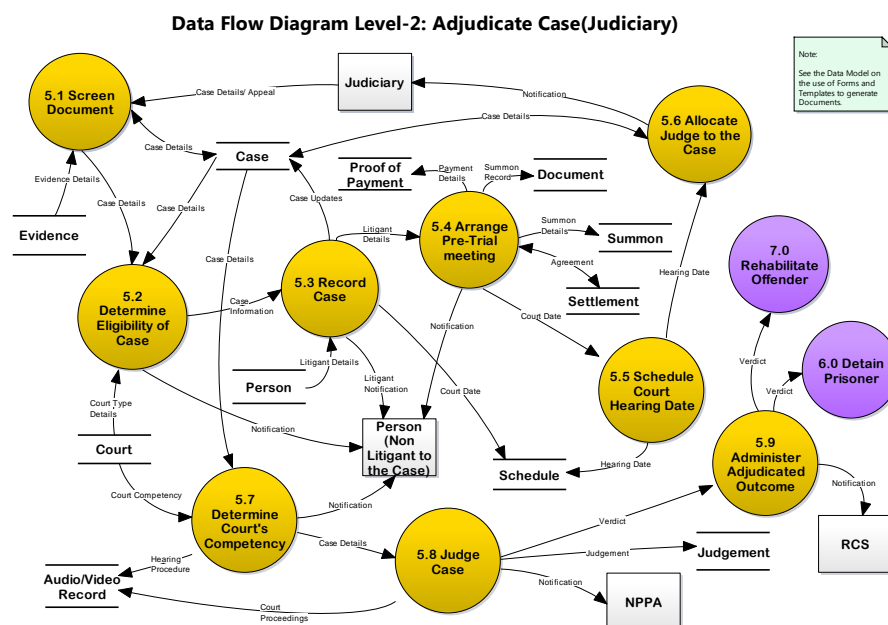 Data Flow Diagram Level-2: Adjudicate Case(Judiciary)
Note:
See the Data Model on
the use of Forms and
Templates to generate
Documents.
5.1 Screen
Document
Case Details/ Appeal
Judiciary
Notification
5.6 Allocate
Judge to the
Case
Case Details
Case Details
Case
Evidence Details
Case Details
Case Details
Case Updates
Proof of
Payment
Payment
Details
Summon
Record
Document
Evidence
Litigant
Details
5.4 Arrange
Pre-Trial
meeting
Summon
Details
Summon
Agreement
Settlement
Case Details
5.2
Determine
Eligibility of
Case
Case
Information
5.3 Record
Case
Hearing Date
7.0
Rehabilitate
Offender
Notification
Court Date
Litigant Details
Person
Litigant
Notification
Court Date
5.5 Schedule
Court
Hearing Date
Verdict
6.0 Detain
Prisoner
Verdict
Court Type
Details
Notification
Court
Person
(Non
Litigant to
the Case)
Schedule
Hearing Date
5.9
Administer
Adjudicated
Outcome
Notification
Court Competency
5.7
Determine
Court's
Competency
Notification
Case Details
5.8 Judge
Case
Verdict
Judgement
Judgement
RCS
Hearing
Procedure
Audio/Video
Record
Court
Proceedings
Notification
NPPA